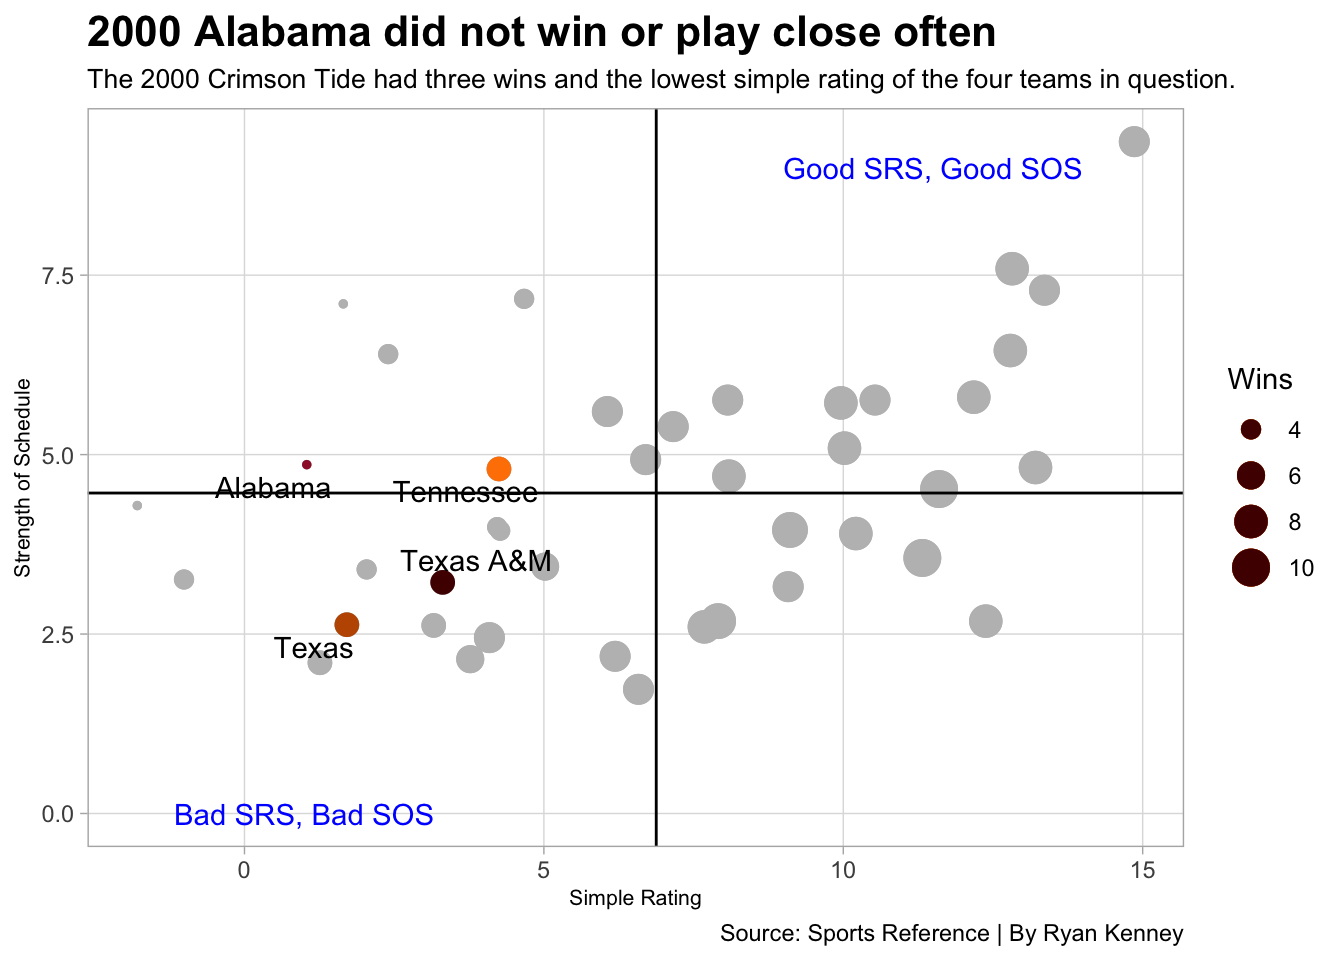 2000 Alabama did not win or play close often
The 2000 Crimson Tide had three wins and the lowest simple rating of the four teams in question.
Good SRS, Good SOS
7.5
5.0
2.5
0.0
Strength of Schedule
Alabama
Tennessee
Texas A&M
Texas
Bad SRS, Bad SOS
Wins
4
6
8
10
0
5
10
15
Simple Rating
Source: Sports Reference | By Ryan Kenney